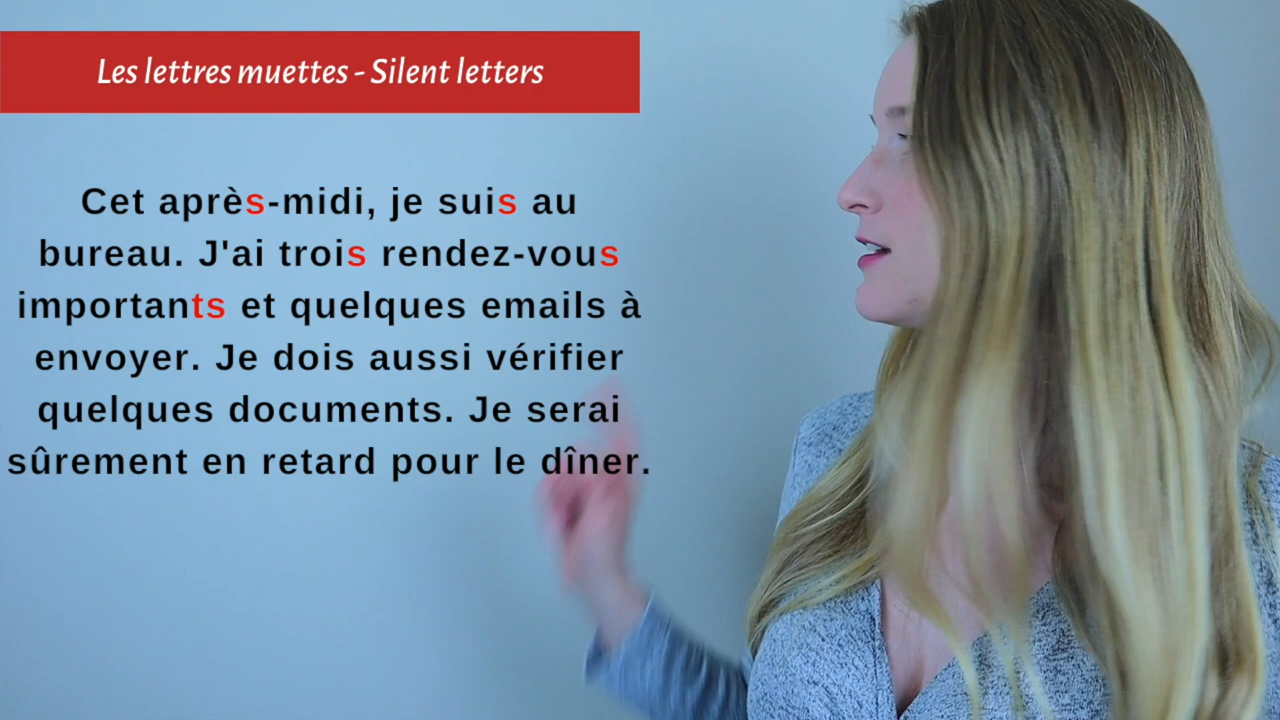 Les lettres muettes - Silent letters
Cet après-midi, je suis au
bureau. J'ai trois rendez-vous
importants et quelques emails à
envoyer. Je dois aussi vérifier
quelques documents. Je serai
sûrement en retard pour le dîner.